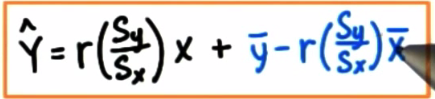 Ŷ = r(Sy/Sx) x + ȳ - r(Sy/Sx) x̄